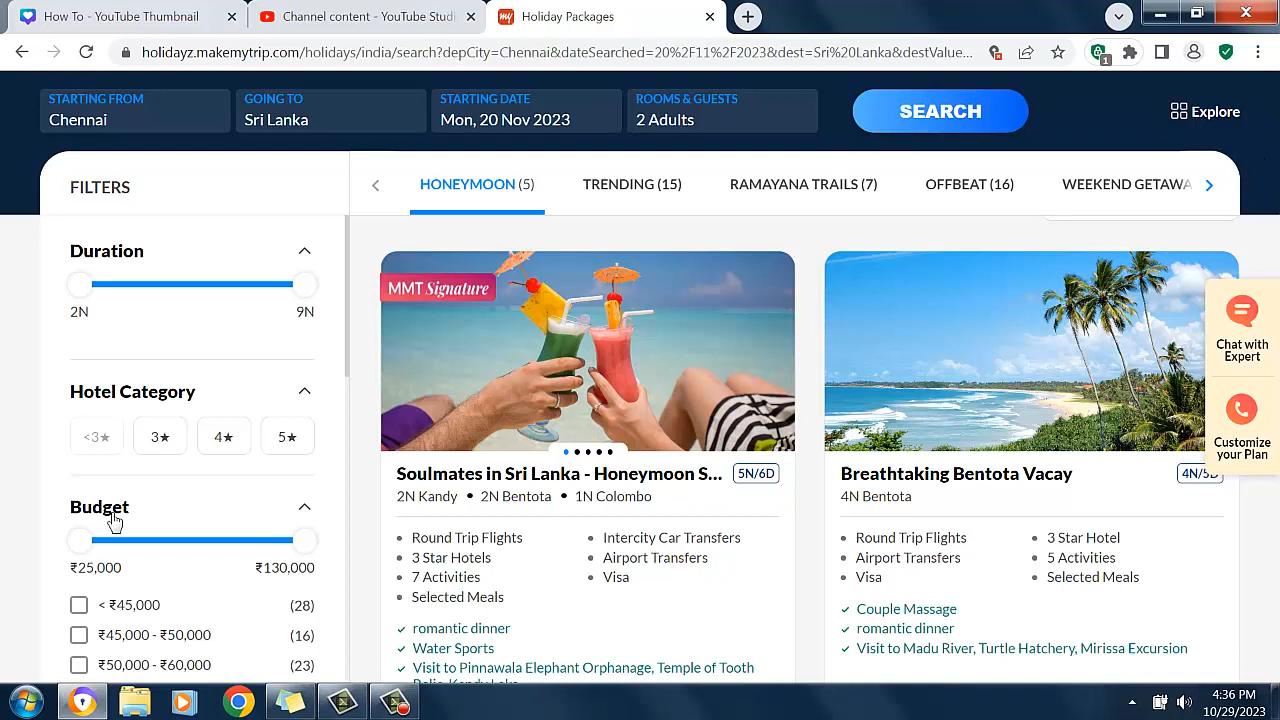 How To - YouTube Thumbnail
Channel content - YouTube Stud
my
Holiday Packages
holidayz.makemytrip.com/holidays/india/search?depCity=Chennai&dateSearched=20%2F11%2F2023&dest=Sri%20Lanka&destValue...
1
STARTING FROM
Chennai
GOING TO
Sri Lanka
STARTING DATE
Mon, 20 Nov 2023
ROOMS & GUESTS
2 Adults
SEARCH
Explore
FILTERS
HONEYMOON (5)
TRENDING (15)
RAMAYANA TRAILS (7)
OFFBEAT (16)
WEEKEND GETAWA
Duration
2N
9N
Hotel Category
<3★
3★
4★
5★
Budget
₹25,000
₹130,000
< ₹45,000
(28)
₹45,000 - ₹50,000
(16)
₹50,000 - ₹60,000
(23)
MMT Signature
Soulmates in Sri Lanka - Honeymoon S...
5N/6D
2N Kandy • 2N Bentota • 1N Colombo
Round Trip Flights
3 Star Hotels
7 Activities
Selected Meals
Intercity Car Transfers
Airport Transfers
Visa
romantic dinner
Water Sports
Visit to Pinnawala Elephant Orphanage, Temple of Tooth
Relic, Kandy Lake
Breathtaking Bentota Vacay
4N/5D
4N Bentota
Round Trip Flights
Airport Transfers
Visa
3 Star Hotel
5 Activities
Selected Meals
Couple Massage
romantic dinner
Visit to Madu River, Turtle Hatchery, Mirissa Excursion
Chat with
Expert
Customize
your Plan
4:36 PM
10/29/2023